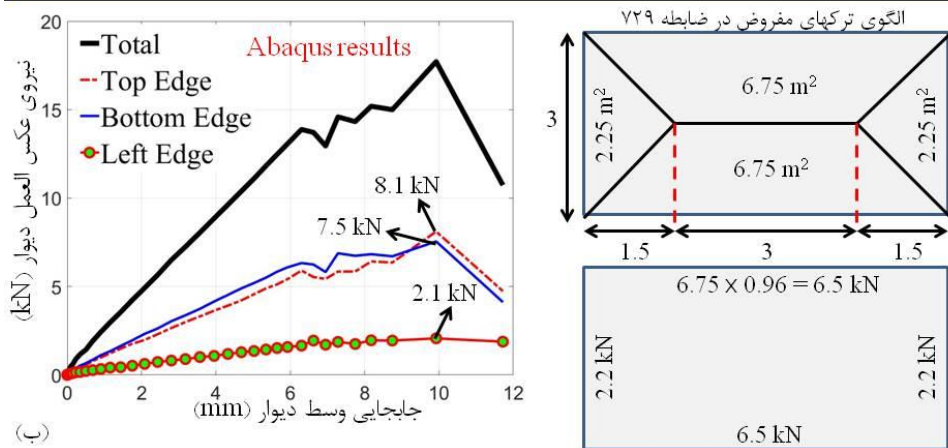 نیروی عکس العمل دیوار (kN)
20
15
10
5
0
Abaqus results
Total
Top Edge
Bottom Edge
Left Edge
8.1 kN
7.5 kN
2.1 kN
0 2 4 6 8 10 12
جابجایی وسط دیوار (mm)
(ب)
الگوی ترکهای مفروض در ضابطه ۷۲۹
3
2.25 m²
6.75 m²
6.75 m²
2.25 m²
1.5 3 1.5
6.75 x 0.96 = 6.5 kN
2.2 kN
2.2 kN
6.5 kN